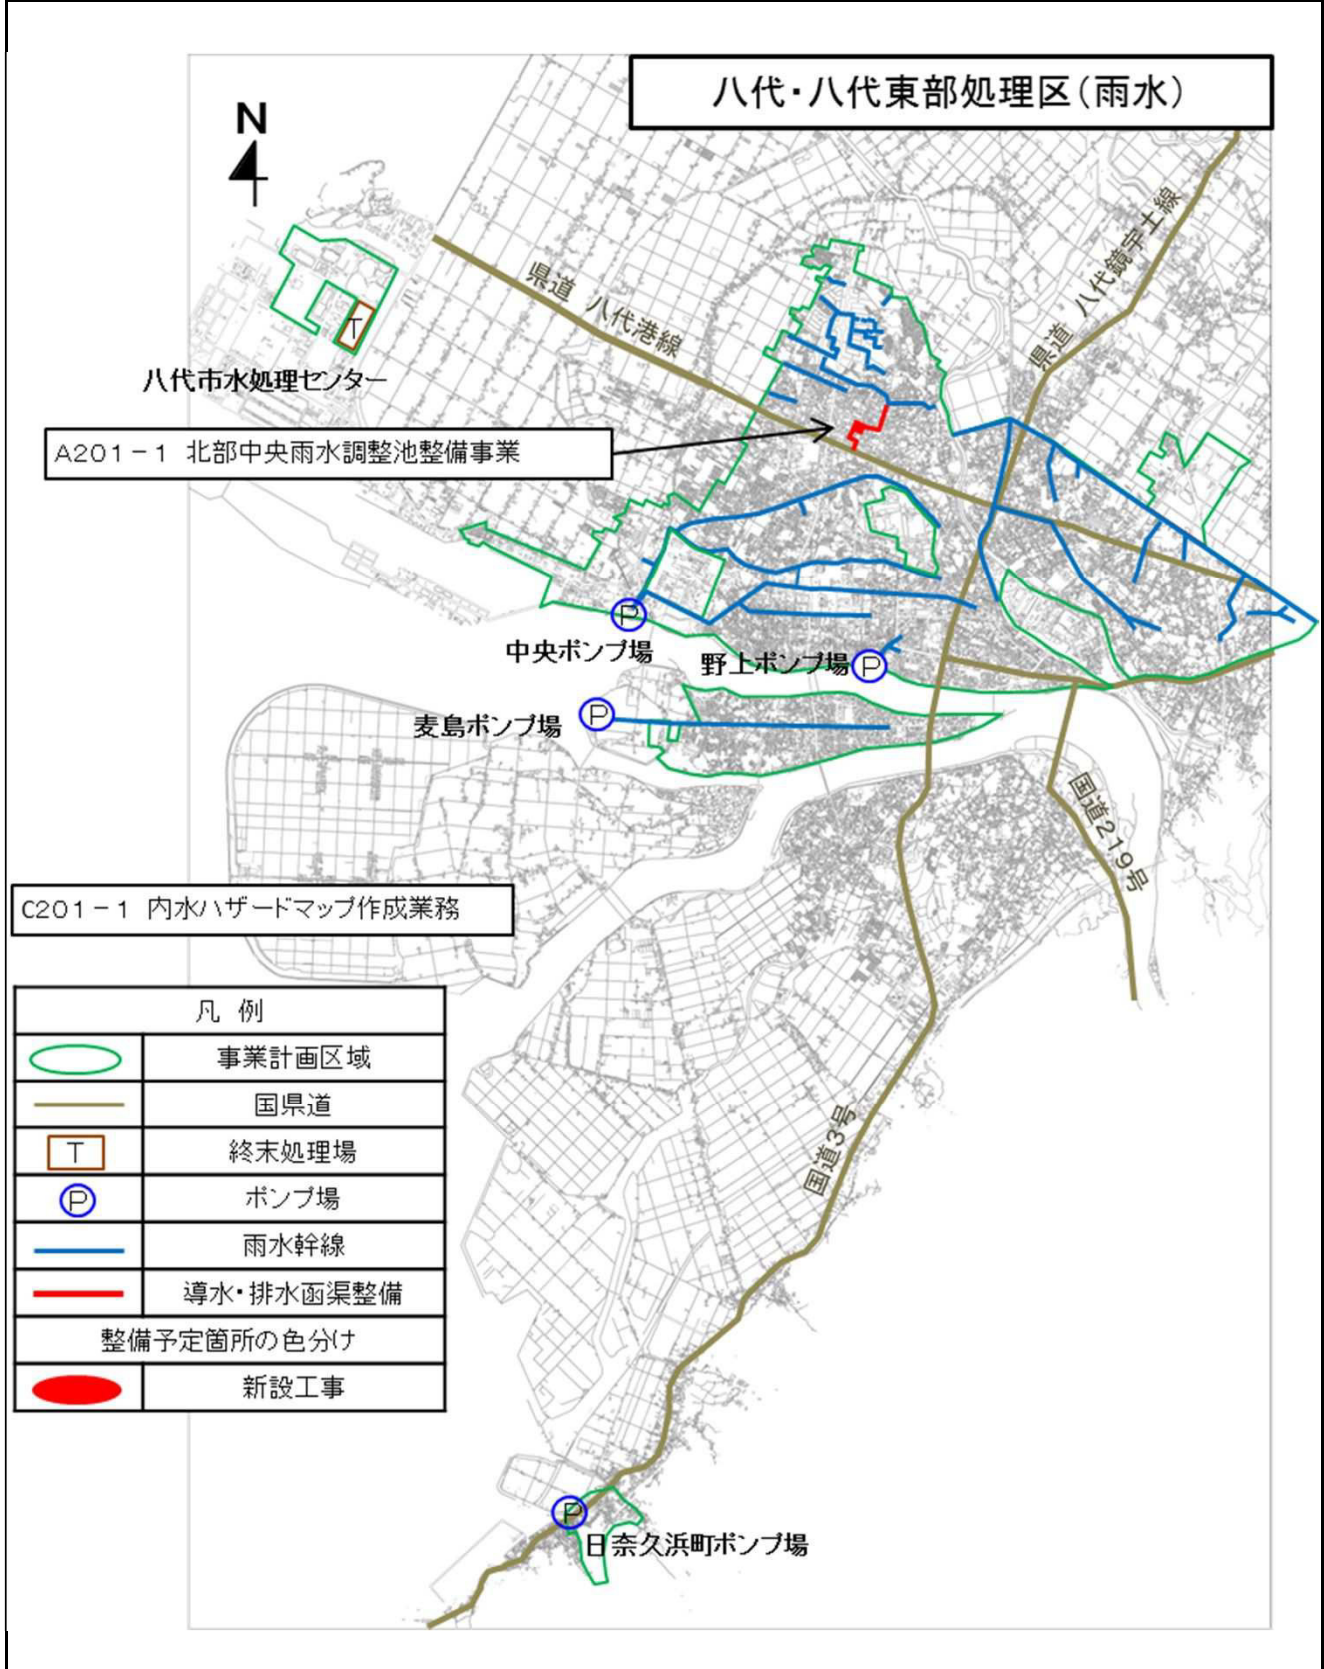 八代・八代東部処理区（雨水）
N
県道 八代港線
県道 八代鏡宇土線
T
八代市水処理センター
A201－1 北部中央雨水調整池整備事業
P
中央ポンプ場
野上ポンプ場
P
麦島ポンプ場
P
国道219号
C201－1 内水ハザードマップ作成業務
凡 例
事業計画区域
国県道
T 終末処理場
P ポンプ場
雨水幹線
導水・排水函渠整備
整備予定箇所の色分け
新設工事
国道3号
P
日奈久浜町ポンプ場